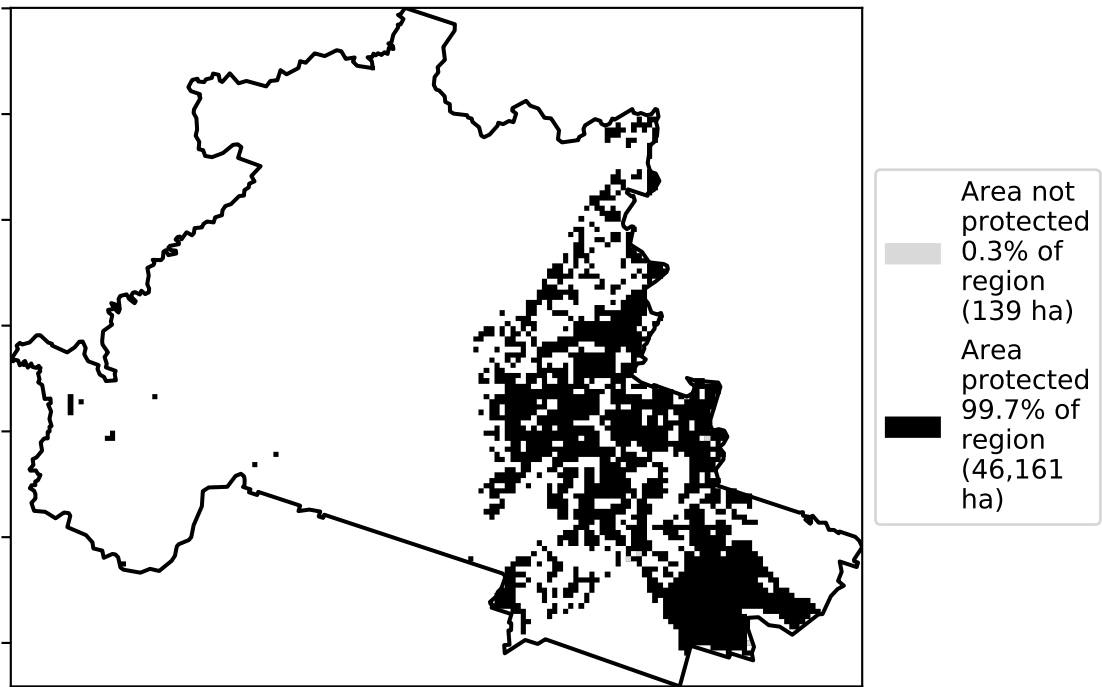 Area not
protected
0.3% of
region
(139 ha)
Area
protected
99.7% of
region
(46,161
ha)